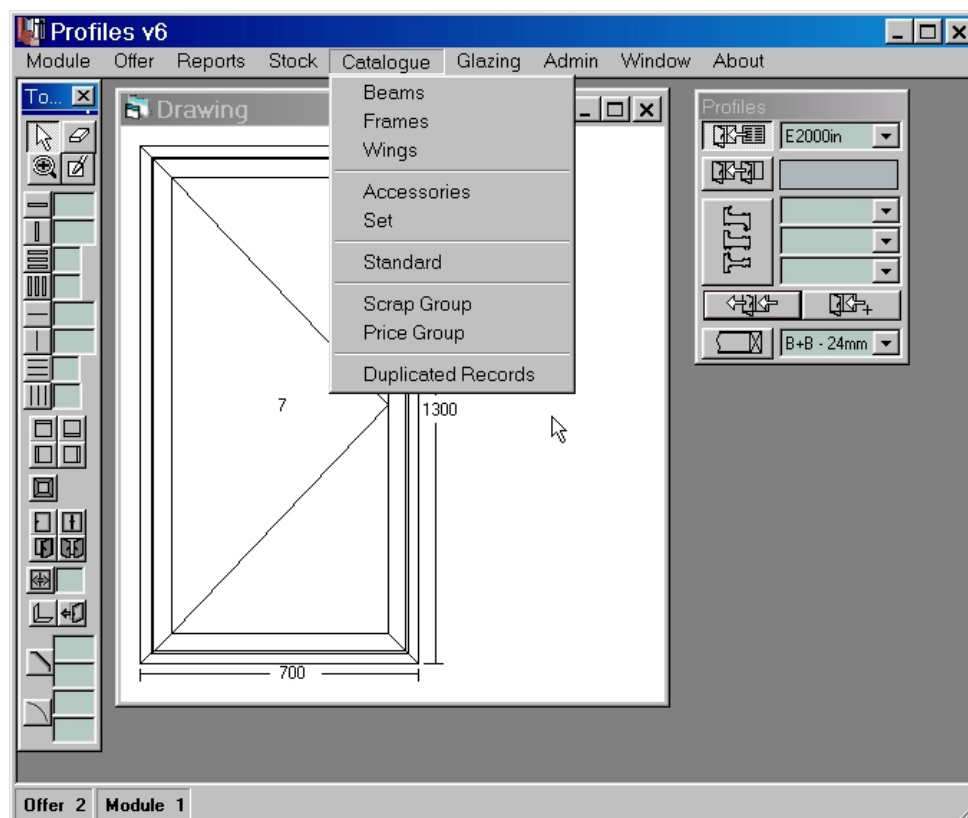 Profiles v6
Module Offer Reports Stock Catalogue Glazing Admin Window About
To...
Drawing
Beams
Frames
Wings
Accessories
Set
Standard
Scrap Group
Price Group
Duplicated Records
Profiles
E2000in
B+B - 24mm
7
1300
700
Offer 2 Module 1